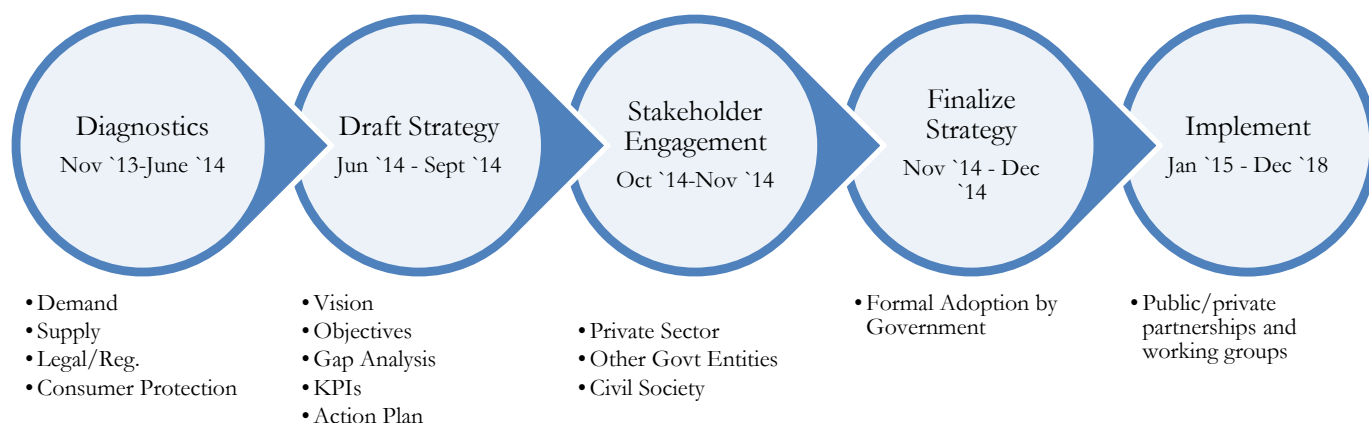 Diagnostics
Nov `13-June `14
Draft Strategy
Jun `14 - Sept `14
Stakeholder
Engagement
Oct `14-Nov `14
Finalize
Strategy
Nov `14 - Dec
`14
Implement
Jan `15 - Dec `18
• Demand
• Supply
• Legal/Reg.
• Consumer Protection
• Vision
• Objectives
• Gap Analysis
• KPIs
• Action Plan
• Private Sector
• Other Govt Entities
• Civil Society
• Formal Adoption by
Government
• Public/private
partnerships and
working groups